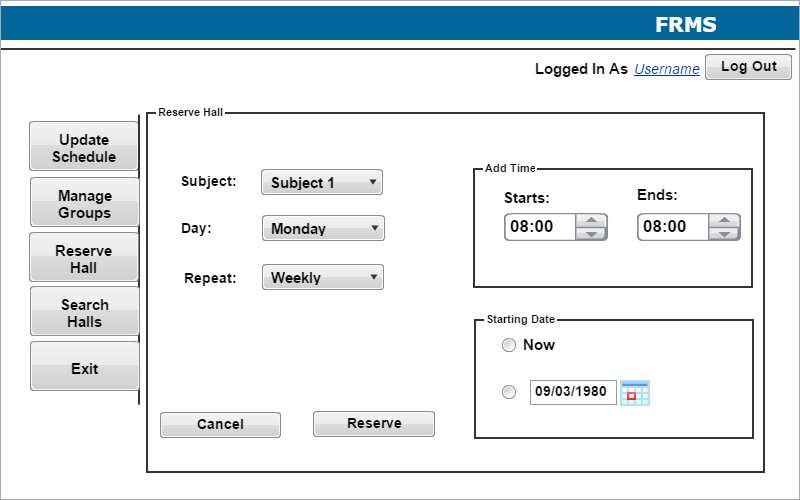 FRMS
Logged In As Username
Log Out
Update
Schedule
Manage
Groups
Reserve
Hall
Search
Halls
Exit
Reserve Hall
Subject:
Subject 1
Day:
Monday
Repeat:
Weekly
Cancel
Reserve
Add Time
Starts:
Ends:
08:00
08:00
Starting Date
Now
09/03/1980